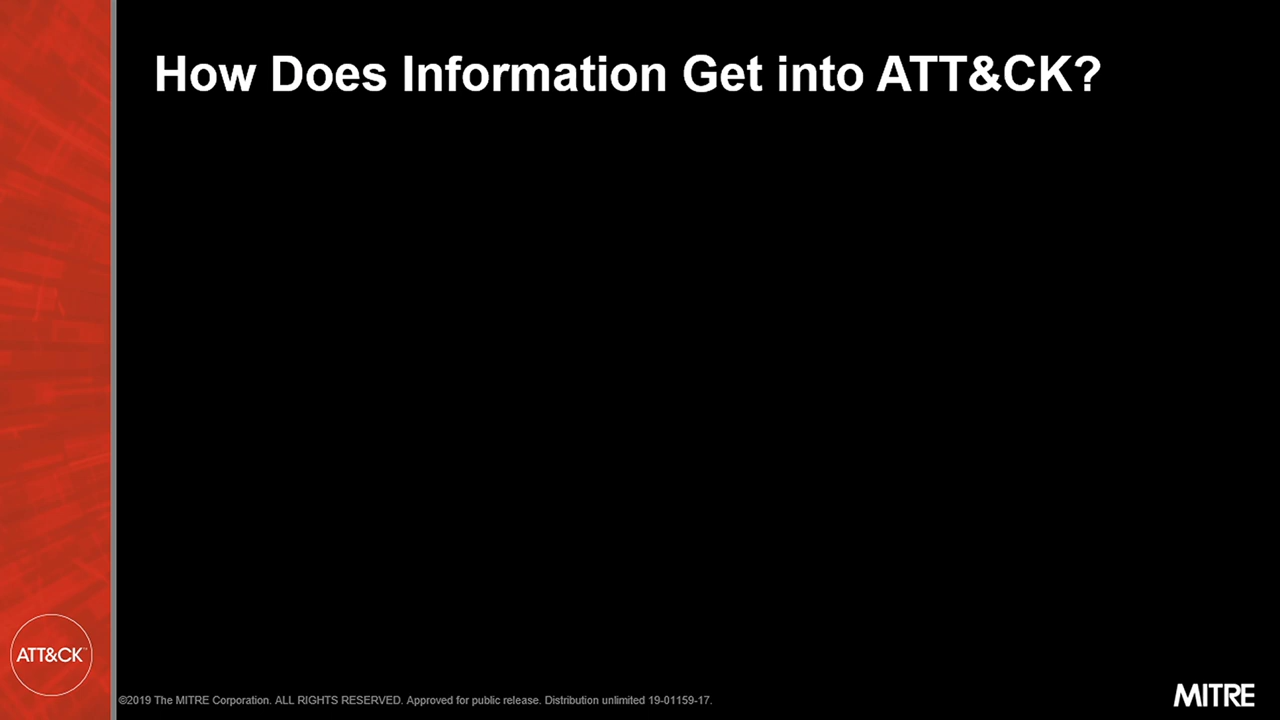 How Does Information Get into ATT&CK?
ATT&CK™
©2019 The MITRE Corporation. ALL RIGHTS RESERVED. Approved for public release. Distribution unlimited 19-01159-17.
MITRE